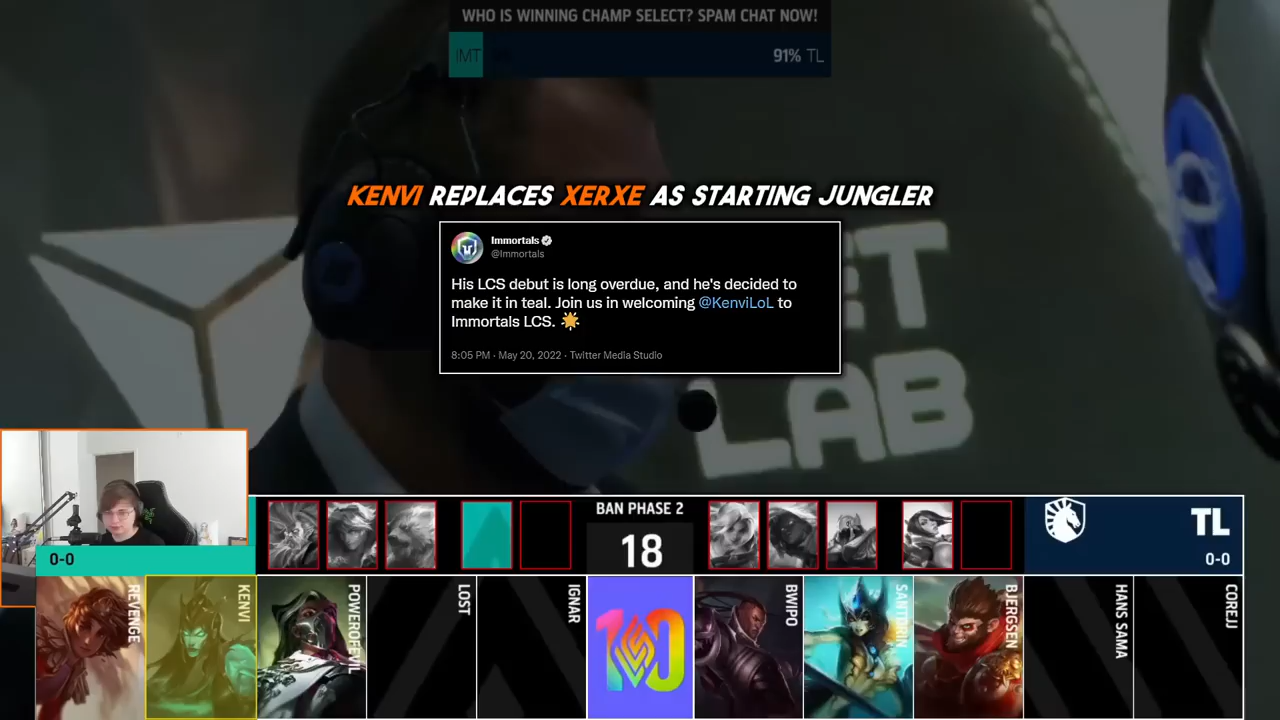 WHO IS WINNING CHAMP SELECT? SPAM CHAT NOW!
IMT
91% TL
KENVI REPLACES XERXE AS STARTING JUNGLER
Immortals
@Immortals
His LCS debut is long overdue, and he's decided to
make it in teal. Join us in welcoming @KenviLoL to
Immortals LCS. 🌟
8:05 PM · May 20, 2022 · Twitter Media Studio
LAB
BAN PHASE 2
18
TL
0-0
0-0
REVENGE
KENVI
POWEROFEVIL
LOST
IGNAR
BWIPO
SANTORIN
BJERGSEN
HANS SAMA
COREJJ